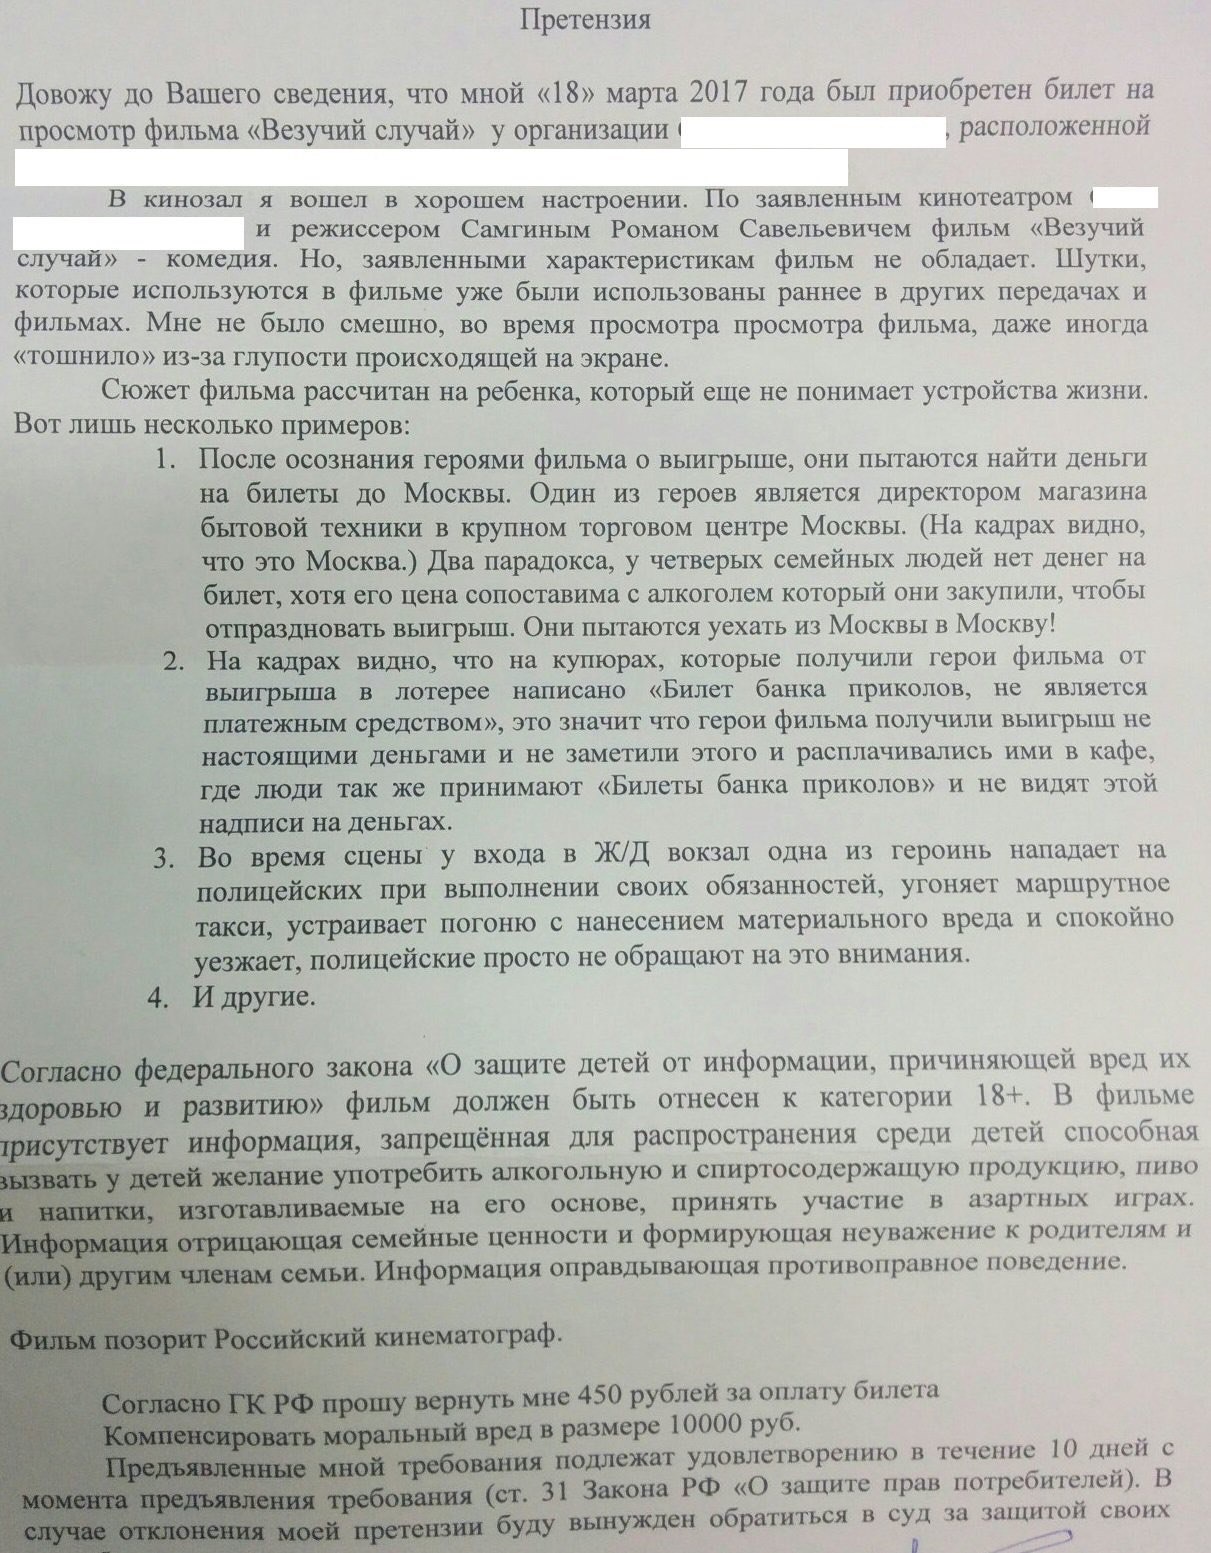 Претензия
Довожу до Вашего сведения, что мной «18» марта 2017 года был приобретен билет на
просмотр фильма «Везучий случай» у организации , расположенной
В кинозал я вошел в хорошем настроении. По заявленным кинотеатром
и режиссером Самгиным Романом Савельевичем фильм «Везучий
случай» - комедия. Но, заявленными характеристикам фильм не обладает. Шутки,
которые используются в фильме уже были использованы раннее в других передачах и
фильмах. Мне не было смешно, во время просмотра просмотра фильма, даже иногда
«тошнило» из-за глупости происходящей на экране.
Сюжет фильма рассчитан на ребенка, который еще не понимает устройства жизни.
Вот лишь несколько примеров:
1. После осознания героями фильма о выигрыше, они пытаются найти деньги
на билеты до Москвы. Один из героев является директором магазина
бытовой техники в крупном торговом центре Москвы. (На кадрах видно,
что это Москва.) Два парадокса, у четверых семейных людей нет денег на
билет, хотя его цена сопоставима с алкоголем который они закупили, чтобы
отпраздновать выигрыш. Они пытаются уехать из Москвы в Москву!
2. На кадрах видно, что на купюрах, которые получили герои фильма от
выигрыша в лотерее написано «Билет банка приколов, не является
платежным средством», это значит что герои фильма получили выигрыш не
настоящими деньгами и не заметили этого и расплачивались ими в кафе,
где люди так же принимают «Билеты банка приколов» и не видят этой
надписи на деньгах.
3. Во время сцены у входа в Ж/Д вокзал одна из героинь нападает на
полицейских при выполнении своих обязанностей, угоняет маршрутное
такси, устраивает погоню с нанесением материального вреда и спокойно
уезжает, полицейские просто не обращают на это внимания.
4. И другие.
Согласно федерального закона «О защите детей от информации, причиняющей вред их
здоровью и развитию» фильм должен быть отнесен к категории 18+. В фильме
присутствует информация, запрещённая для распространения среди детей способная
вызвать у детей желание употребить алкогольную и спиртосодержащую продукцию, пиво
и напитки, изготавливаемые на его основе, принять участие в азартных играх.
Информация отрицающая семейные ценности и формирующая неуважение к родителям и
(или) другим членам семьи. Информация оправдывающая противоправное поведение.
Фильм позорит Российский кинематограф.
Согласно ГК РФ прошу вернуть мне 450 рублей за оплату билета
Компенсировать моральный вред в размере 10000 руб.
Предъявленные мной требования подлежат удовлетворению в течение 10 дней с
момента предъявления требования (ст. 31 Закона РФ «О защите прав потребителей). В
случае отклонения моей претензии буду вынужден обратиться в суд за защитой своих